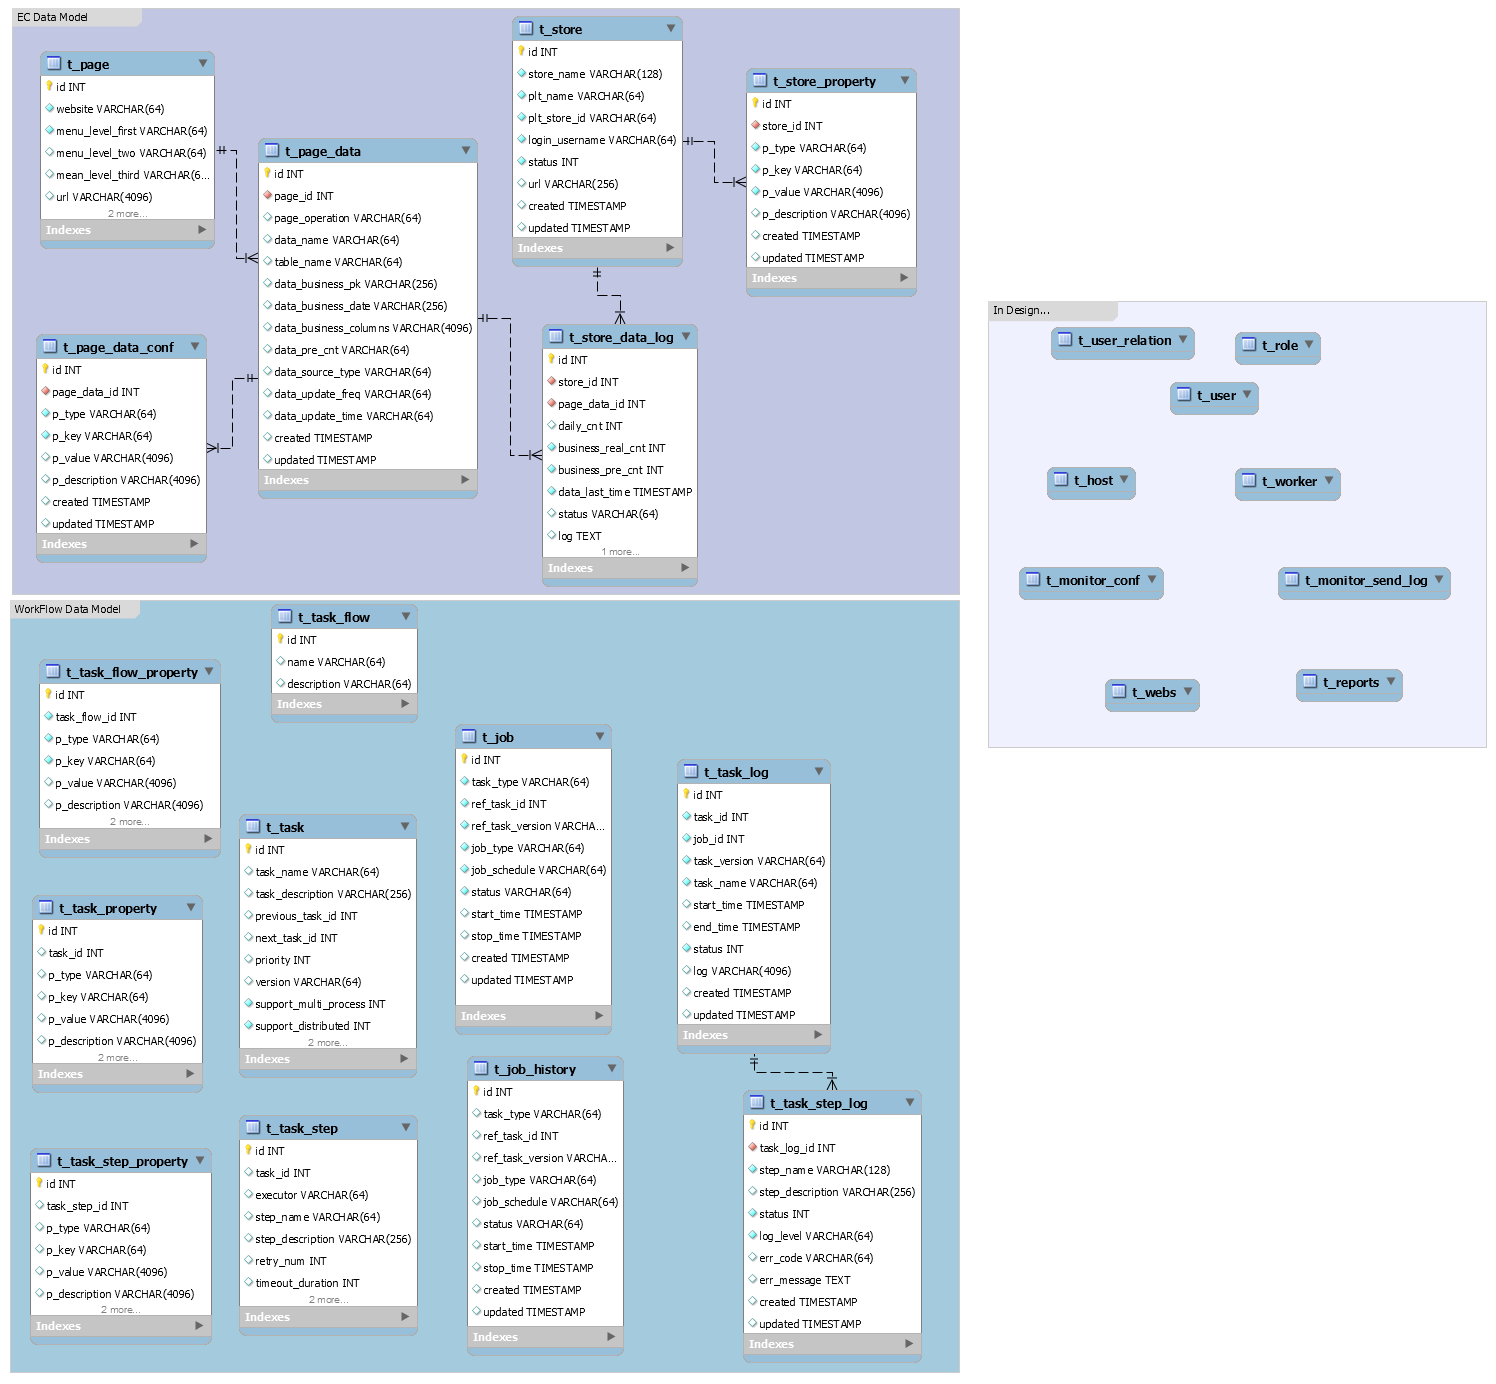 EC Data Model
t_page
id INT
website VARCHAR(64)
menu_level_first VARCHAR(64)
menu_level_two VARCHAR(64)
mean_level_third VARCHAR(6...
url VARCHAR(4096)
2 more...
Indexes
t_page_data
id INT
page_id INT
page_operation VARCHAR(64)
data_name VARCHAR(64)
table_name VARCHAR(64)
data_business_pk VARCHAR(256)
data_business_date VARCHAR(256)
data_business_columns VARCHAR(4096)
data_pre_cnt VARCHAR(64)
data_source_type VARCHAR(64)
data_update_freq VARCHAR(64)
data_update_time VARCHAR(64)
created TIMESTAMP
updated TIMESTAMP
Indexes
t_page_data_conf
id INT
page_data_id INT
p_type VARCHAR(64)
p_key VARCHAR(64)
p_value VARCHAR(4096)
p_description VARCHAR(4096)
created TIMESTAMP
updated TIMESTAMP
Indexes
t_store
id INT
store_name VARCHAR(128)
plt_name VARCHAR(64)
plt_store_id VARCHAR(64)
login_username VARCHAR(64)
status INT
url VARCHAR(256)
created TIMESTAMP
updated TIMESTAMP
Indexes
t_store_property
id INT
store_id INT
p_type VARCHAR(64)
p_key VARCHAR(64)
p_value VARCHAR(4096)
p_description VARCHAR(4096)
created TIMESTAMP
updated TIMESTAMP
Indexes
t_store_data_log
id INT
store_id INT
page_data_id INT
daily_cnt INT
business_real_cnt INT
business_pre_cnt INT
data_last_time TIMESTAMP
status VARCHAR(64)
log TEXT
1 more...
Indexes
In Design...
t_user_relation
t_role
t_user
t_host
t_worker
t_monitor_conf
t_monitor_send_log
t_webs
t_reports
WorkFlow Data Model
t_task_flow
id INT
name VARCHAR(64)
description VARCHAR(64)
Indexes
t_task_flow_property
id INT
task_flow_id INT
p_type VARCHAR(64)
p_key VARCHAR(64)
p_value VARCHAR(4096)
p_description VARCHAR(4096)
2 more...
Indexes
t_task
id INT
task_name VARCHAR(64)
task_description VARCHAR(256)
previous_task_id INT
next_task_id INT
priority INT
version VARCHAR(64)
support_multi_process INT
support_distributed INT
2 more...
Indexes
t_task_property
id INT
task_id INT
p_type VARCHAR(64)
p_key VARCHAR(64)
p_value VARCHAR(4096)
p_description VARCHAR(4096)
2 more...
Indexes
t_task_step
id INT
task_id INT
executor VARCHAR(64)
step_name VARCHAR(64)
step_description VARCHAR(256)
retry_num INT
timeout_duration INT
2 more...
Indexes
t_task_step_property
id INT
task_step_id INT
p_type VARCHAR(64)
p_key VARCHAR(64)
p_value VARCHAR(4096)
p_description VARCHAR(4096)
2 more...
Indexes
t_job
id INT
task_type VARCHAR(64)
ref_task_id INT
ref_task_version VARCHA...
job_type VARCHAR(64)
job_schedule VARCHAR(64)
status VARCHAR(64)
start_time TIMESTAMP
stop_time TIMESTAMP
created TIMESTAMP
updated TIMESTAMP
Indexes
t_job_history
id INT
task_type VARCHAR(64)
ref_task_id INT
ref_task_version VARCHA...
job_type VARCHAR(64)
job_schedule VARCHAR(64)
status VARCHAR(64)
start_time TIMESTAMP
stop_time TIMESTAMP
created TIMESTAMP
updated TIMESTAMP
Indexes
t_task_log
id INT
task_id INT
job_id INT
task_version VARCHAR(64)
task_name VARCHAR(64)
start_time TIMESTAMP
end_time TIMESTAMP
status INT
log VARCHAR(4096)
created TIMESTAMP
updated TIMESTAMP
Indexes
t_task_step_log
id INT
task_log_id INT
step_name VARCHAR(128)
step_description VARCHAR(256)
status INT
log_level VARCHAR(64)
err_code VARCHAR(64)
err_message TEXT
created TIMESTAMP
updated TIMESTAMP
Indexes